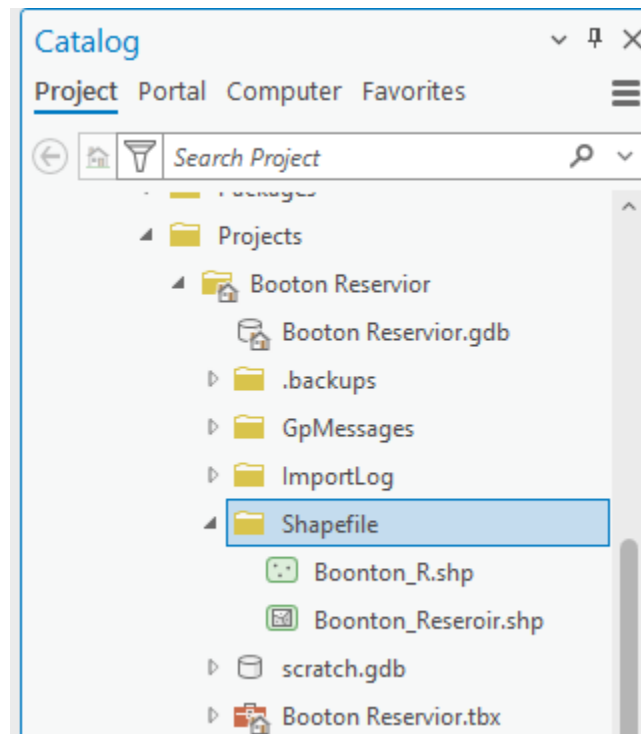 Catalog
Project Portal Computer Favorites
Search Project
Packages
Projects
Booton Reservior
Booton Reservior.gdb
.backups
GpMessages
ImportLog
Shapefile
Boonton_R.shp
Boonton_Reseroir.shp
scratch.gdb
Booton Reservior.tbx